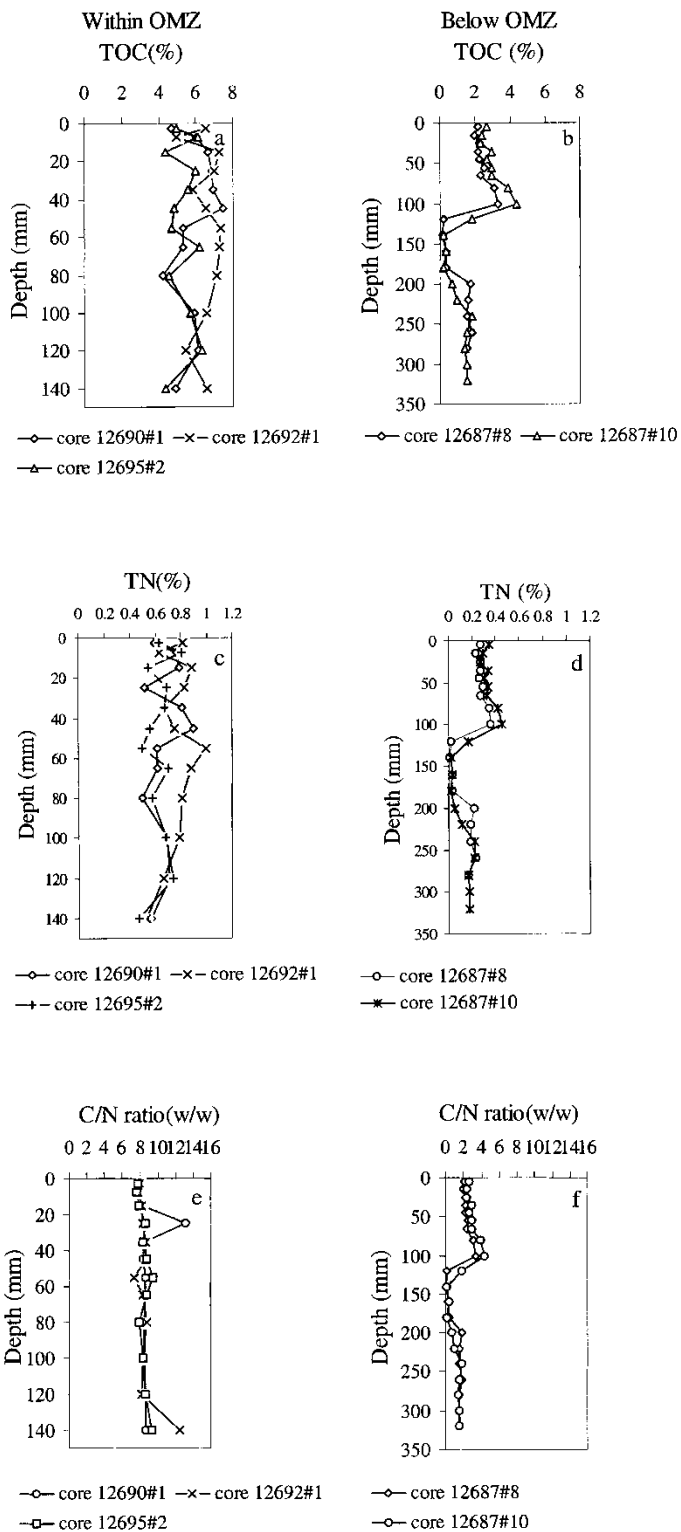 Within OMZ
TOC(%)
0 2 4 6 8
0
20
40
60
80
100
120
140
Depth (mm)
a
core 12690#1 core 12692#1
core 12695#2
Below OMZ
TOC (%)
0 2 4 6 8
0
50
100
150
200
250
300
350
Depth (mm)
b
core 12687#8 core 12687#10
TN(%)
0 0.2 0.4 0.6 0.8 1 1.2
0
20
40
60
80
100
120
140
Depth (mm)
c
core 12690#1 core 12692#1
core 12695#2
TN (%)
0 0.2 0.4 0.6 0.8 1 1.2
0
50
100
150
200
250
300
350
Depth (mm)
d
core 12687#8
core 12687#10
C/N ratio(w/w)
0 2 4 6 8 10121416
0
20
40
60
80
100
120
140
Depth (mm)
e
core 12690#1 core 12692#1
core 12695#2
C/N ratio (w/w)
0 2 4 6 8 10121416
0
50
100
150
200
250
300
350
Depth (mm)
f
core 12687#8
core 12687#10